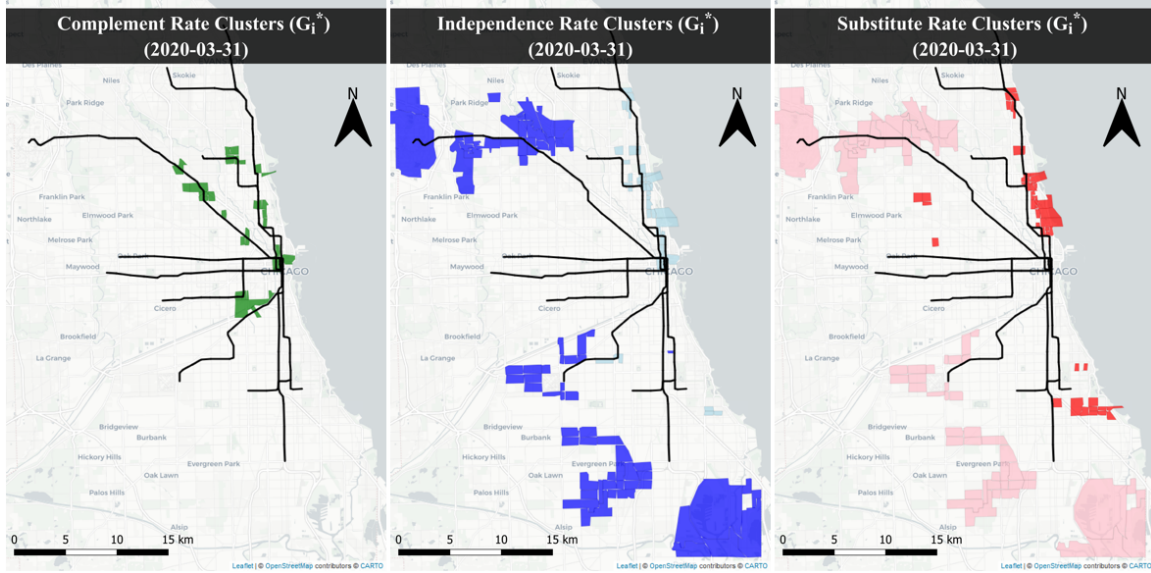 Complement Rate Clusters (G_i^*)
(2020-03-31)
Des Plaines
Niles
Skokie
Park Ridge
N
Franklin Park
Northlake
Elmwood Park
Melrose Park
Oak Park
Maywood
CHICAGO
Cicero
Brookfield
La Grange
Bridgeview
Burbank
Hickory Hills
Evergreen Park
Oak Lawn
Palos Hills
Alsip
0 5 10 15 km
Leaflet | © OpenStreetMap contributors © CARTO
Independence Rate Clusters (G_i^*)
(2020-03-31)
Des Plaines
Niles
Skokie
Park Ridge
N
Franklin Park
Northlake
Elmwood Park
Melrose Park
Oak Park
Maywood
CHICAGO
Cicero
Brookfield
La Grange
Bridgeview
Burbank
Hickory Hills
Evergreen Park
Oak Lawn
Palos Hills
Alsip
0 5 10 15 km
Leaflet | © OpenStreetMap contributors © CARTO
Substitute Rate Clusters (G_i^*)
(2020-03-31)
Des Plaines
Niles
Skokie
Park Ridge
N
Franklin Park
Northlake
Elmwood Park
Melrose Park
Oak Park
Maywood
CHICAGO
Cicero
Brookfield
La Grange
Bridgeview
Burbank
Hickory Hills
Evergreen Park
Oak Lawn
Palos Hills
Alsip
0 5 10 15 km
Leaflet | © OpenStreetMap contributors © CARTO